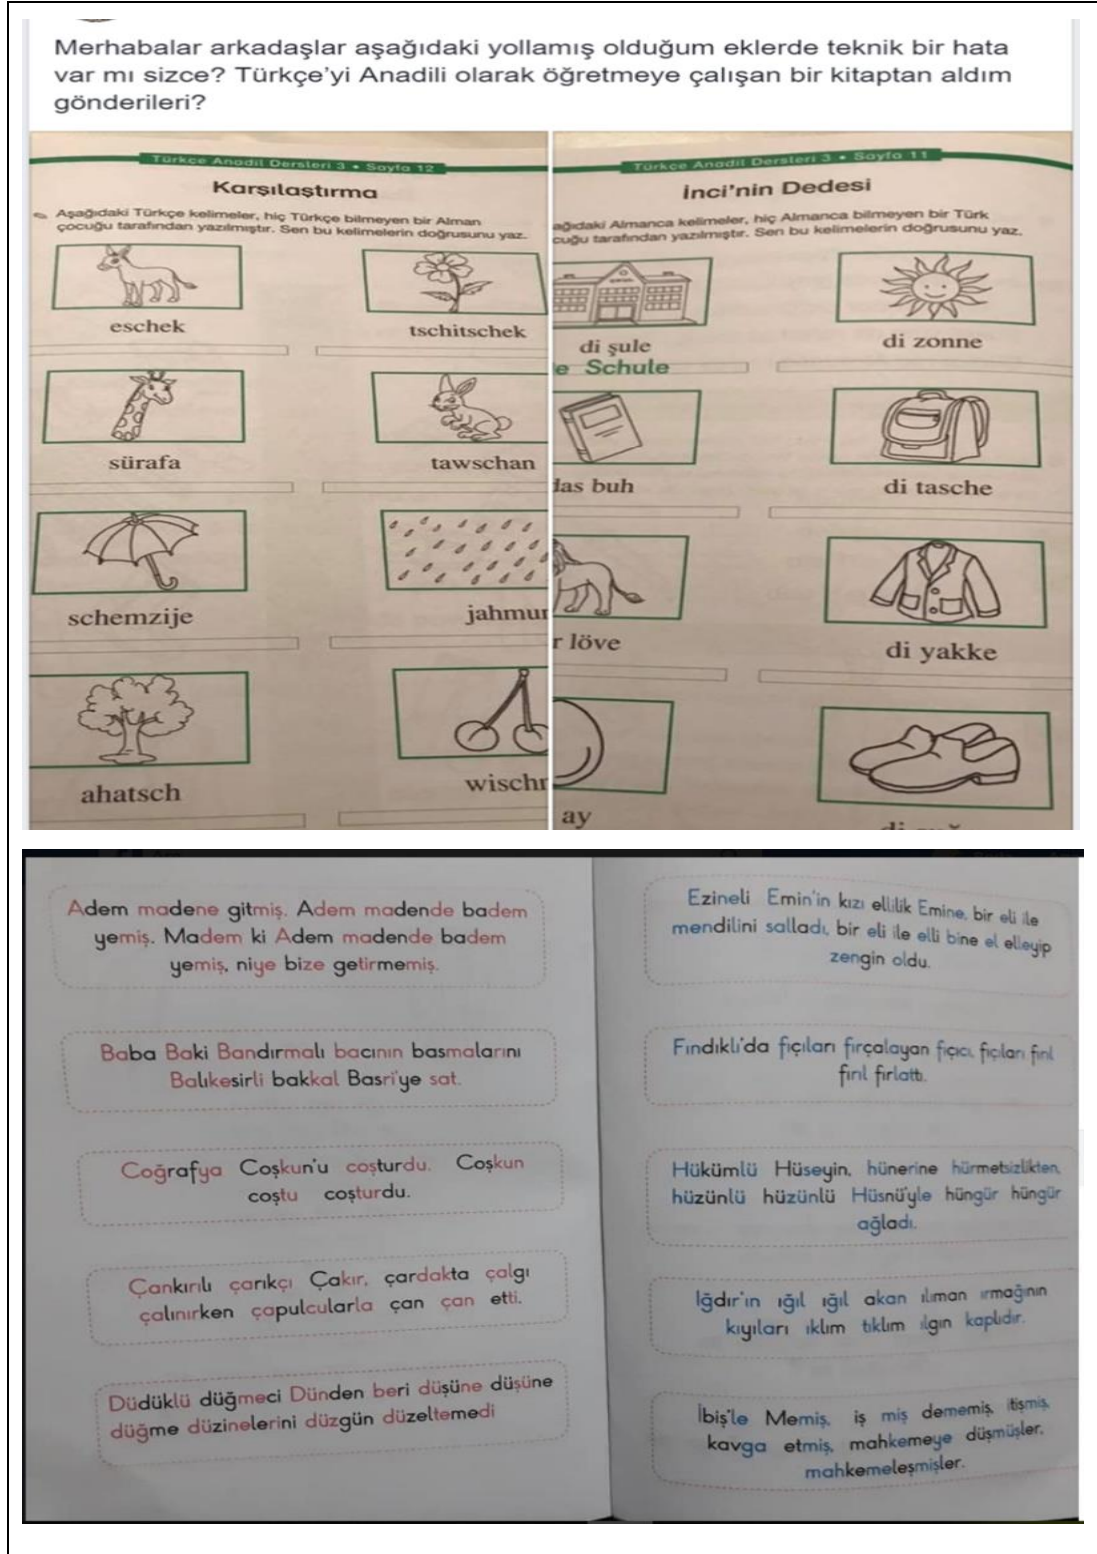 Merhabalar arkadaşlar aşağıdaki yollamış olduğum eklerde teknik bir hata
var mı sizce? Türkçe'yi Anadili olarak öğretmeye çalışan bir kitaptan aldım
gönderileri?
Türkçe Anadil Dersleri 3 • Sayfa 12
Karşılaştırma
Aşağıdaki Türkçe kelimeler, hiç Türkçe bilmeyen bir Alman
çocuğu tarafından yazılmıştır. Sen bu kelimelerin doğrusunu yaz.
eschek
tschitschek
sürafa
tawschan
schemzije
jahmur
ahatsch
wischn
Türkçe Anadil Dersleri 3 • Sayfa 11
İnci'nin Dedesi
ağıdaki Almanca kelimeler, hiç Almanca bilmeyen bir Türk
cuğu tarafından yazılmıştır. Sen bu kelimelerin doğrusunu yaz.
di şule
di zonne
e Schule
das buh
di tasche
r löve
di yakke
ay
Adem madene gitmiş. Adem madende badem
yemiş. Madem ki Adem madende badem
yemiş, niye bize getirmemiş.
Baba Baki Bandırmalı bacının basmalarını
Balıkesirli bakkal Basri'ye sat.
Coğrafya Coşkun'u coşturdu. Coşkun
coştu coşturdu.
Çankırılı çarıkçı Çakır, çardakta çalgı
çalınırken çapulcularla çan çan etti.
Düdüklü düğmeci Dünden beri düşüne düşüne
düğme düzinelerini düzgün düzeltemedi
Ezineli Emin'in kızı ellilik Emine, bir eli ile
mendilini salladı, bir eli ile elli bine el elleyip
zengin oldu.
Fındıklı'da fıçıları fırçalayan fıçıcı, fıçıları fırıl
fırıl fırlattı.
Hükümlü Hüseyin, hünerine hürmetsizlikten,
hüzünlü hüzünlü Hüsnü'yle hüngür hüngür
ağladı.
Iğdır'ın ığıl ığıl akan ılıman ırmağının
kıyıları ıklım tıklım ılgın kaplıdır.
İbiş'le Memiş, iş miş dememiş, itişmiş,
kavga etmiş, mahkemeye düşmüşler,
mahkemeleşmişler.